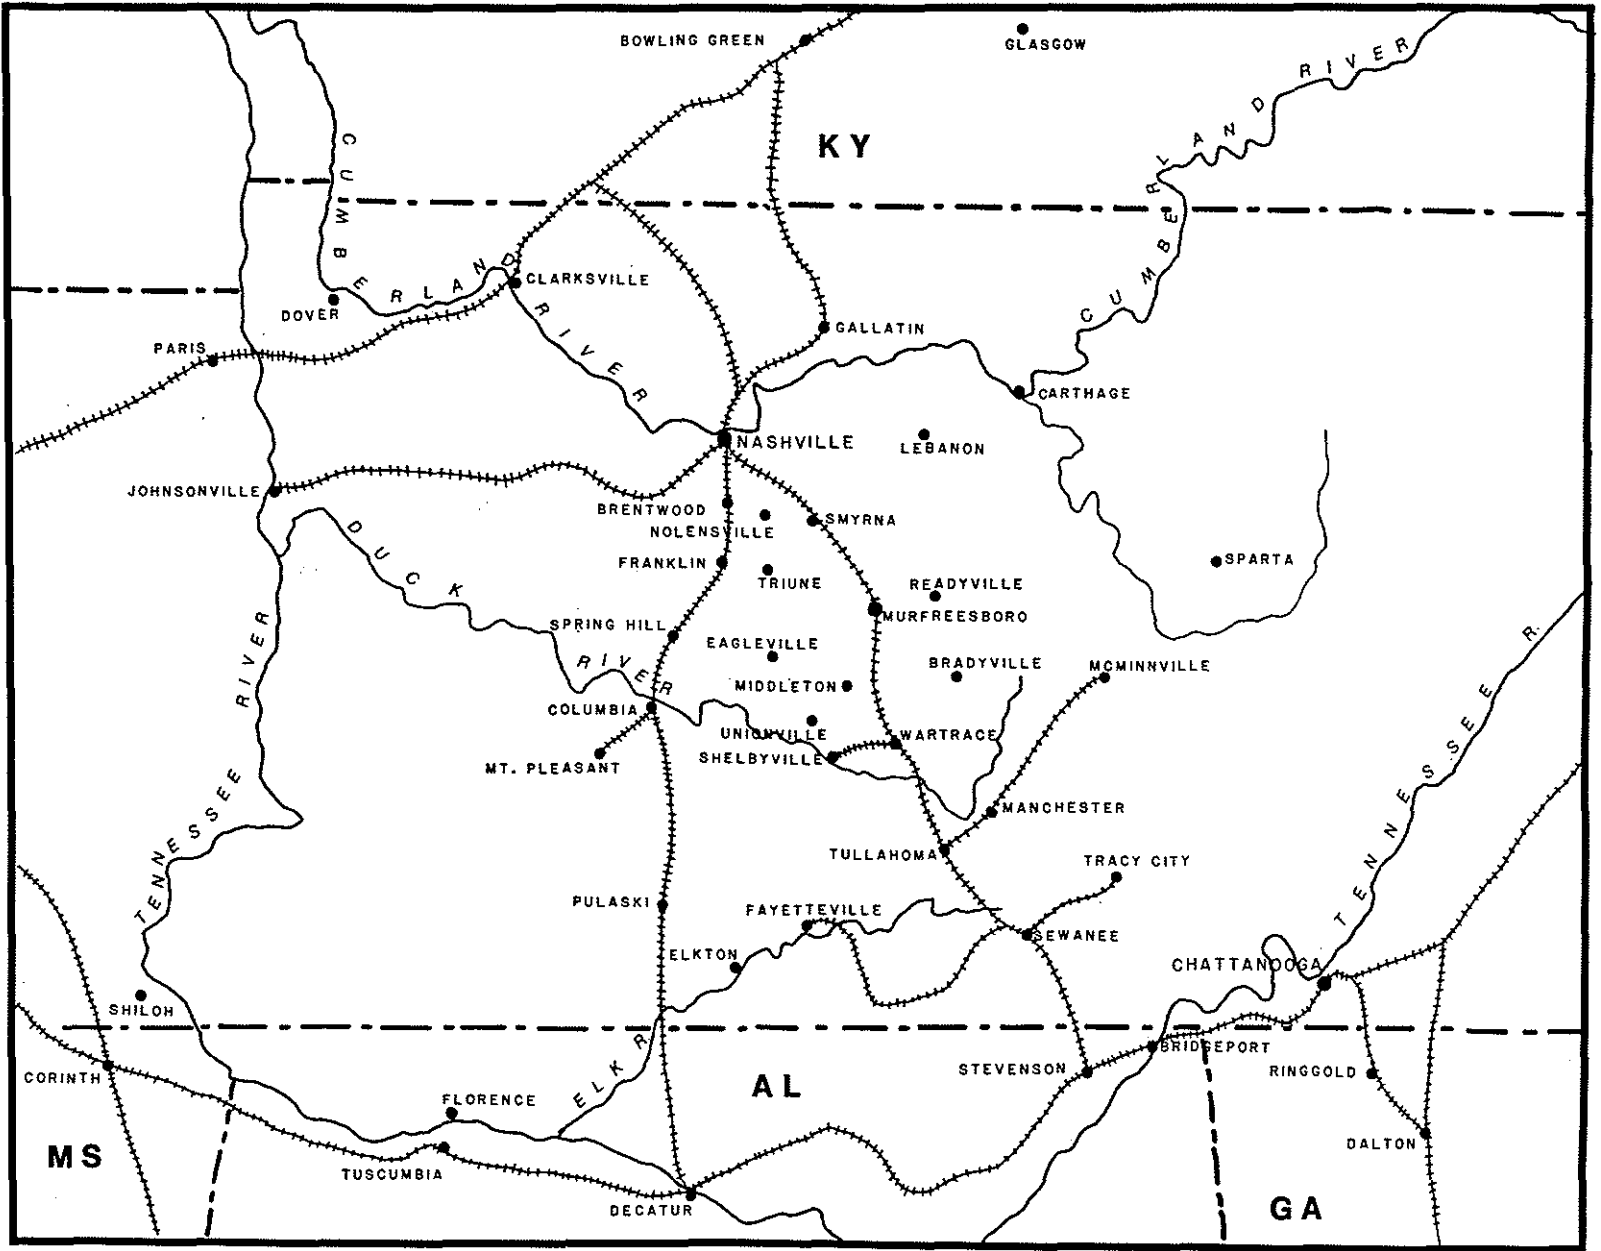 BOWLING GREEN
GLASGOW
CUMBERLAND RIVER
KY
CUMBERLAND RIVER
CLARKSVILLE
DOVER
GALLATIN
PARIS
CARTHAGE
NASHVILLE
LEBANON
JOHNSONVILLE
BRENTWOOD
NOLENSVILLE
SMYRNA
DUCK RIVER
FRANKLIN
TRIUNE
SPARTA
READYVILLE
MURFREESBORO
SPRING HILL
EAGLEVILLE
BRADYVILLE
MCMINNVILLE
MIDDLETON
COLUMBIA
UNIONVILLE
WARTRACE
SHELBYVILLE
MT. PLEASANT
TENNESSEE RIVER
TENNESSEE R.
MANCHESTER
TULLAHOMA
TRACY CITY
PULASKI
FAYETTEVILLE
SEWANEE
ELKTON
CHATTANOOGA
SHILOH
ELK R
BRIDGEPORT
STEVENSON
RINGGOLD
CORINTH
AL
FLORENCE
DALTON
MS
TUSCUMBIA
DECATUR
GA